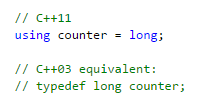 // C++11
using counter = long;
// C++03 equivalent:
// typedef long counter;